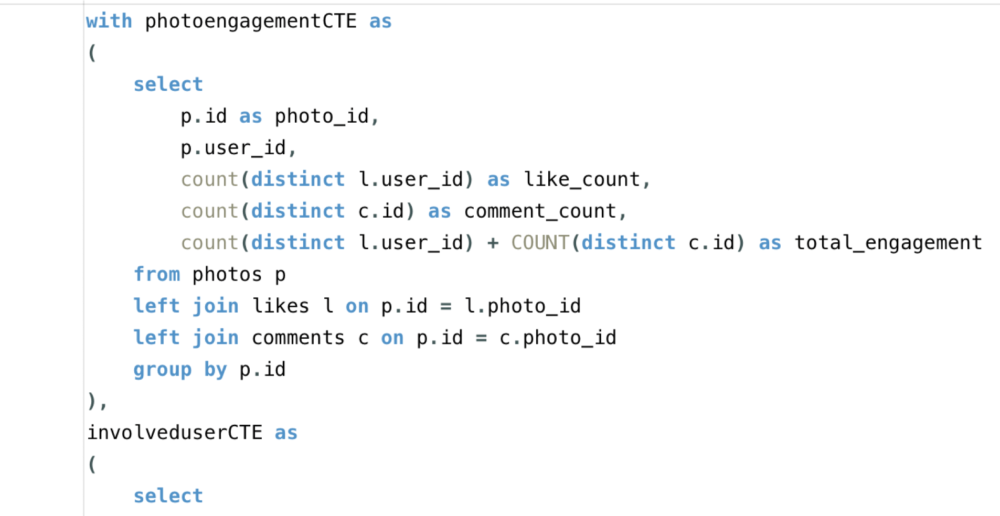 with photoengagementCTE as
(
    select
        p.id as photo_id,
        p.user_id,
        count(distinct l.user_id) as like_count,
        count(distinct c.id) as comment_count,
        count(distinct l.user_id) + COUNT(distinct c.id) as total_engagement
    from photos p
    left join likes l on p.id = l.photo_id
    left join comments c on p.id = c.photo_id
    group by p.id
),
involveduserCTE as
(
    select